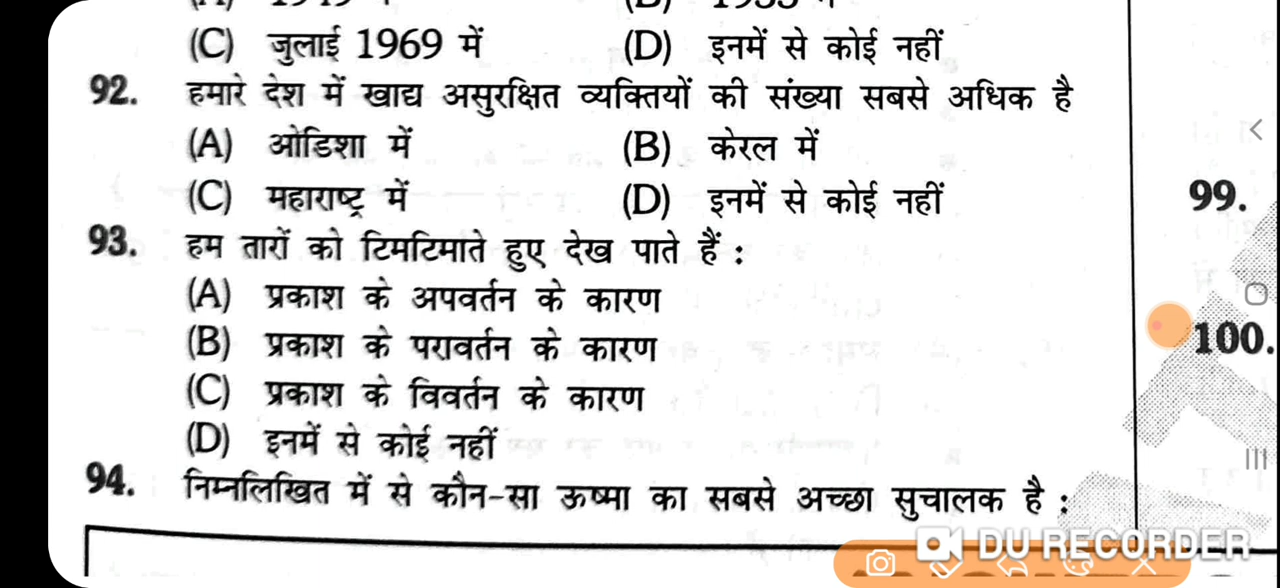 (C) जुलाई 1969 में (D) इनमें से कोई नहीं
92. हमारे देश में खाद्य असुरक्षित व्यक्तियों की संख्या सबसे अधिक है
(A) ओडिशा में (B) केरल में
(C) महाराष्ट्र में (D) इनमें से कोई नहीं
93. हम तारों को टिमटिमाते हुए देख पाते हैं :
(A) प्रकाश के अपवर्तन के कारण
(B) प्रकाश के परावर्तन के कारण
(C) प्रकाश के विवर्तन के कारण
(D) इनमें से कोई नहीं
94. निम्नलिखित में से कौन-सा ऊष्मा का सबसे अच्छा सुचालक है :
99.
100.
DU RECORDER